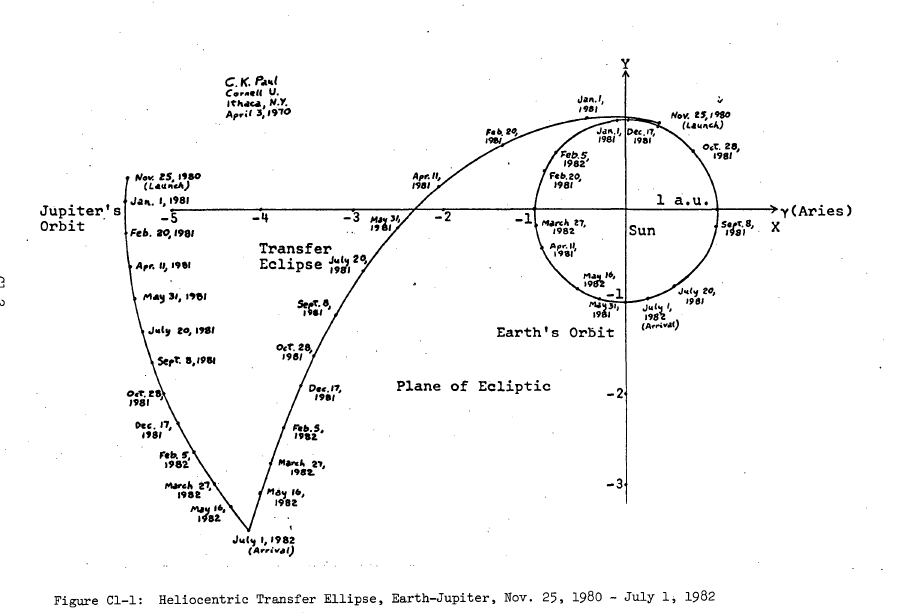 C.K. Paul
Cornell U.
Ithaca, N.Y.
April 3, 1970
Y
Jan. 1,
1981
Nov. 25, 1980
(Launch)
Feb. 20,
1981
Jan. 1,
1981
Dec. 17,
1981
Oct. 28,
1981
Feb. 5,
1982
Feb. 20,
1981
Apr. 11,
1981
Nov. 25, 1980
(Launch)
Jan. 1, 1981
Jupiter's
Orbit
-5
-4
-3
-2
-1
1 a.u.
γ(Aries)
X
Sun
Sept. 8,
1981
May 31,
1981
March 27,
1982
Feb. 20, 1981
Transfer
Eclipse
July 20,
1981
Apr. 11,
1981
Apr. 11, 1981
May 16,
1982
-1
July 20,
1981
May 31, 1981
Sept. 8,
1981
May 31,
1981
July 1,
1982
(Arrival)
July 20, 1981
Earth's Orbit
Oct. 28,
1981
Sept. 8, 1981
Dec. 17,
1981
Plane of Ecliptic
-2
Oct. 28,
1981
Dec. 17,
1981
Feb. 5,
1982
Feb. 5,
1982
March 27,
1982
March 27,
1982
-3
May 16,
1982
May 16,
1982
July 1, 1982
(Arrival)
Figure C1-1: Heliocentric Transfer Ellipse, Earth-Jupiter, Nov. 25, 1980 - July 1, 1982